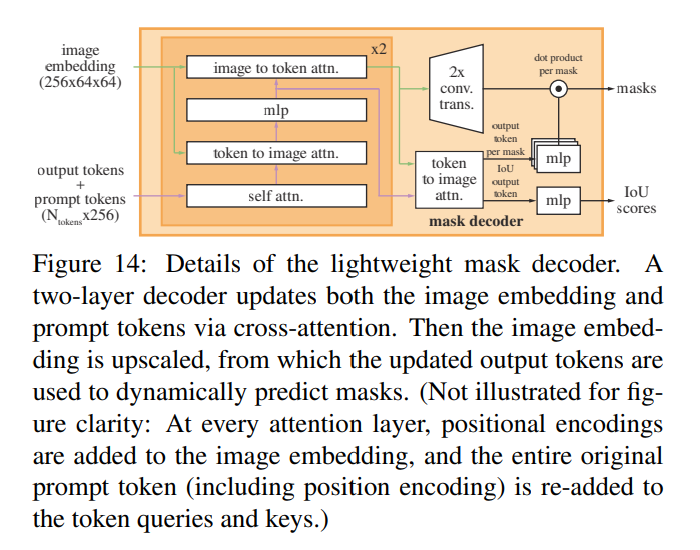 image
embedding
(256x64x64)
output tokens
+
prompt tokens
(NtokensX256)
x2
image to token attn.
mlp
token to image attn.
self attn.
2x
conv.
trans.
dot product
per mask
masks
output
token
per mask
mlp
token
to image
attn.
IoU
output
token
mlp
IoU
scores
mask decoder
Figure 14: Details of the lightweight mask decoder. A
two-layer decoder updates both the image embedding and
prompt tokens via cross-attention. Then the image embed-
ding is upscaled, from which the updated output tokens are
used to dynamically predict masks. (Not illustrated for fig-
ure clarity: At every attention layer, positional encodings
are added to the image embedding, and the entire original
prompt token (including position encoding) is re-added to
the token queries and keys.)